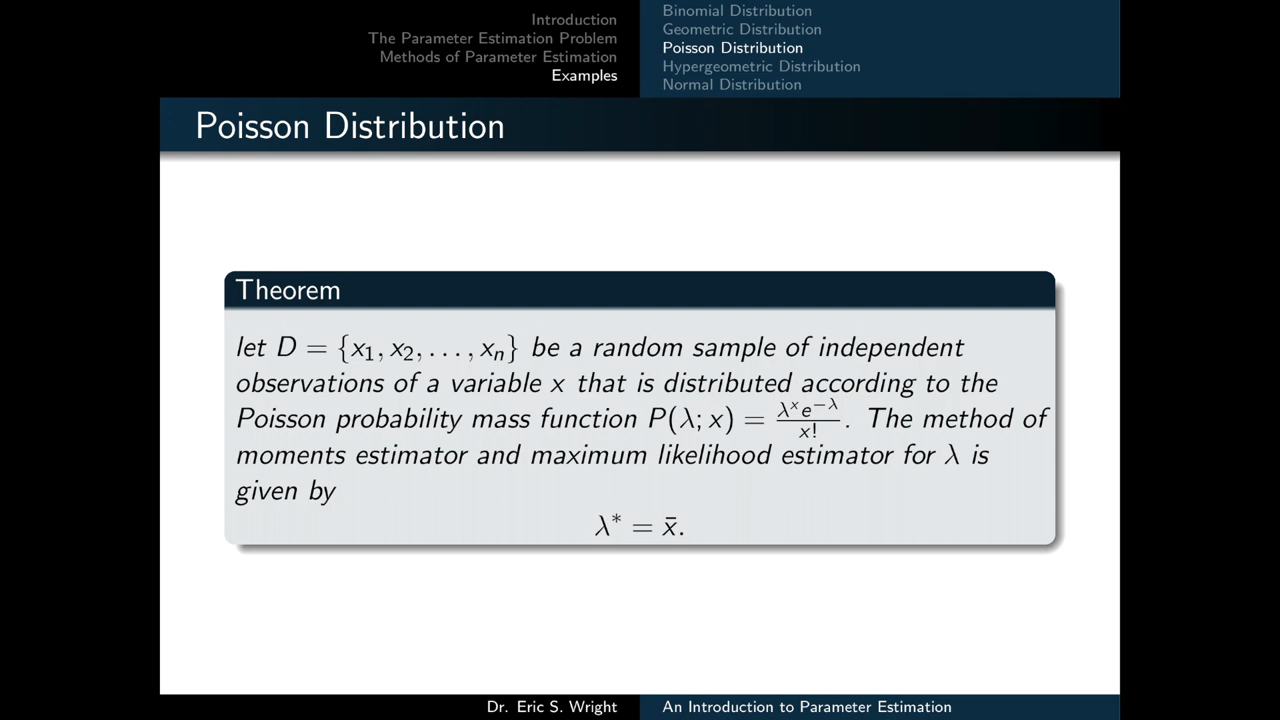 Introduction
The Parameter Estimation Problem
Methods of Parameter Estimation
Examples
Binomial Distribution
Geometric Distribution
Poisson Distribution
Hypergeometric Distribution
Normal Distribution
Poisson Distribution
Theorem
let D = {x₁, x₂, . . . , xₙ} be a random sample of independent
observations of a variable x that is distributed according to the
Poisson probability mass function P(λ; x) = λˣe^{−λ}/x!. The method of
moments estimator and maximum likelihood estimator for λ is
given by
λ* = x̄.
Dr. Eric S. Wright
An Introduction to Parameter Estimation